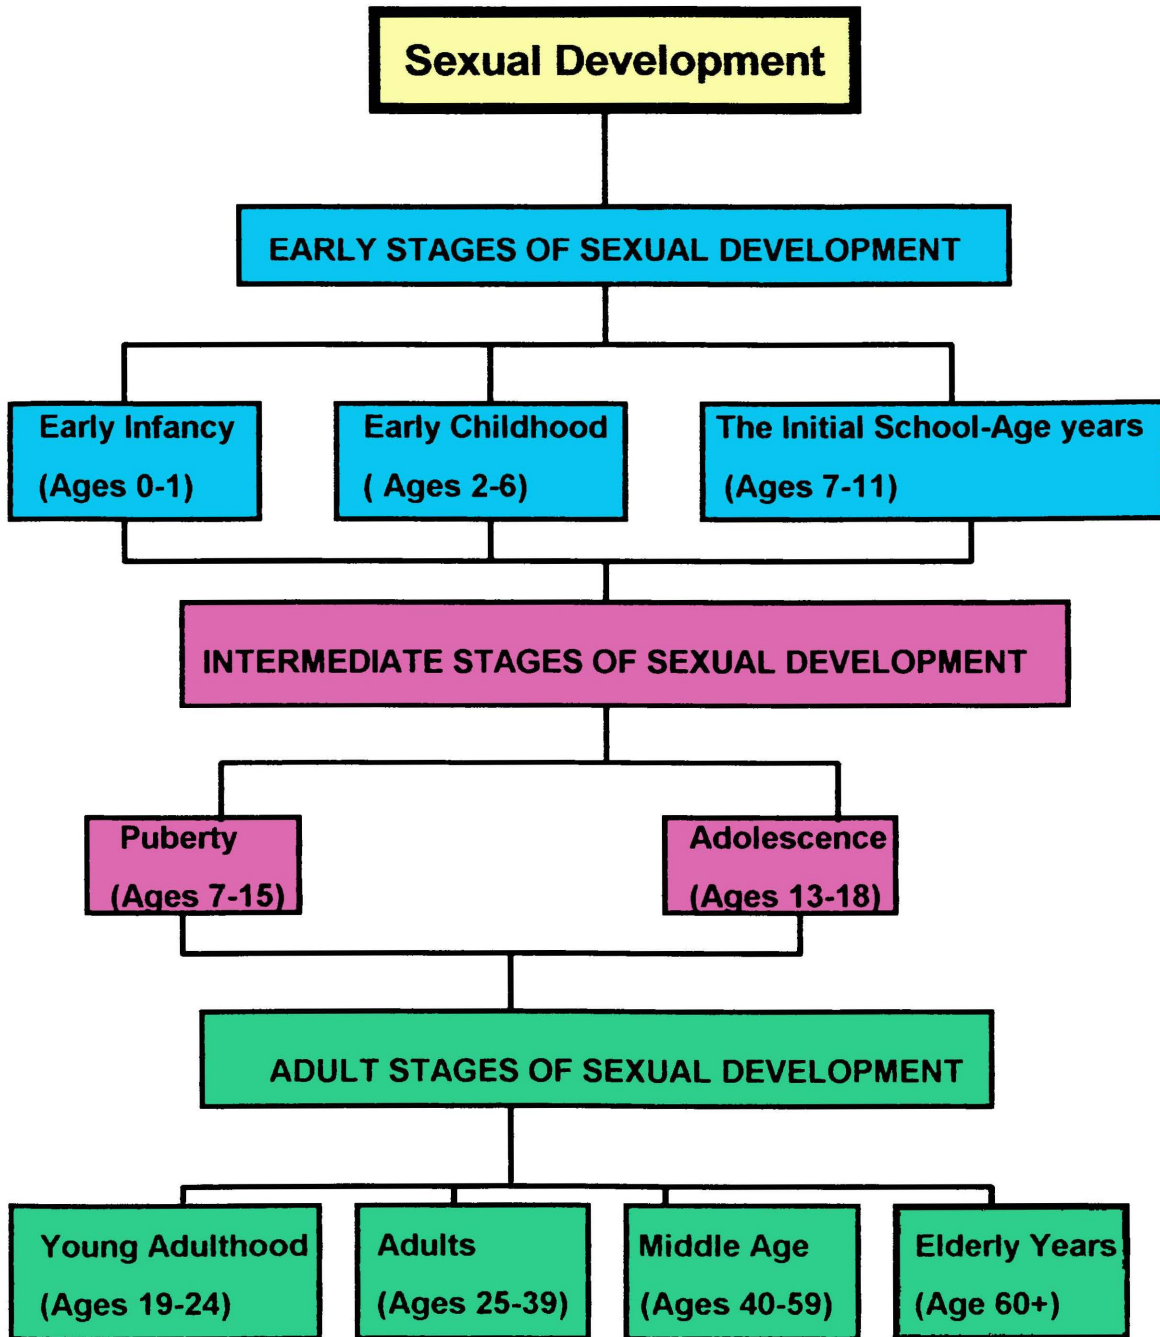 Sexual Development
EARLY STAGES OF SEXUAL DEVELOPMENT
Early Infancy
(Ages 0-1)
Early Childhood
( Ages 2-6)
The Initial School-Age years
(Ages 7-11)
INTERMEDIATE STAGES OF SEXUAL DEVELOPMENT
Puberty
(Ages 7-15)
Adolescence
(Ages 13-18)
ADULT STAGES OF SEXUAL DEVELOPMENT
Young Adulthood
(Ages 19-24)
Adults
(Ages 25-39)
Middle Age
(Ages 40-59)
Elderly Years
(Age 60+)